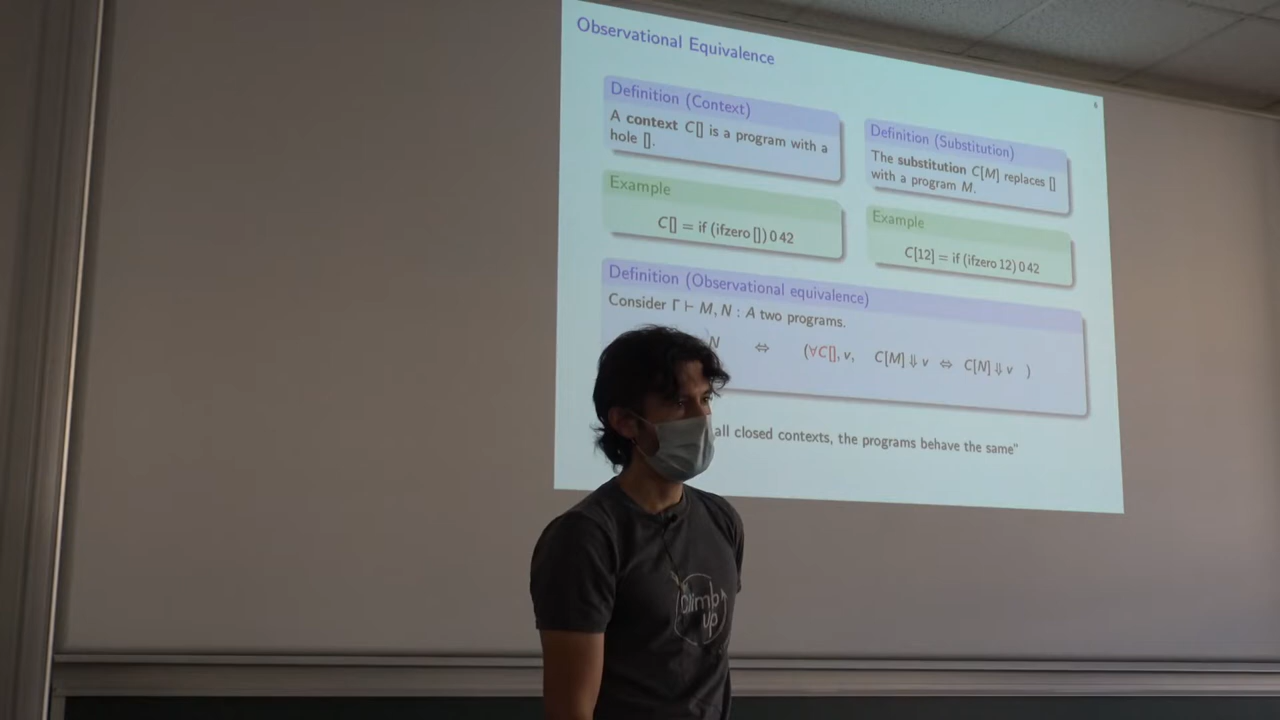 Observational Equivalence
6
Definition (Context)
A context C[] is a program with a
hole [].
Definition (Substitution)
The substitution C[M] replaces []
with a program M.
Example
C[] = if (ifzero []) 0 42
Example
C[12] = if (ifzero 12) 0 42
Definition (Observational equivalence)
Consider Γ ⊢ M, N : A two programs.
N ⇔ (∀C[], v, C[M] ⇓ v ⇔ C[N] ⇓ v )
all closed contexts, the programs behave the same”
Climb
up